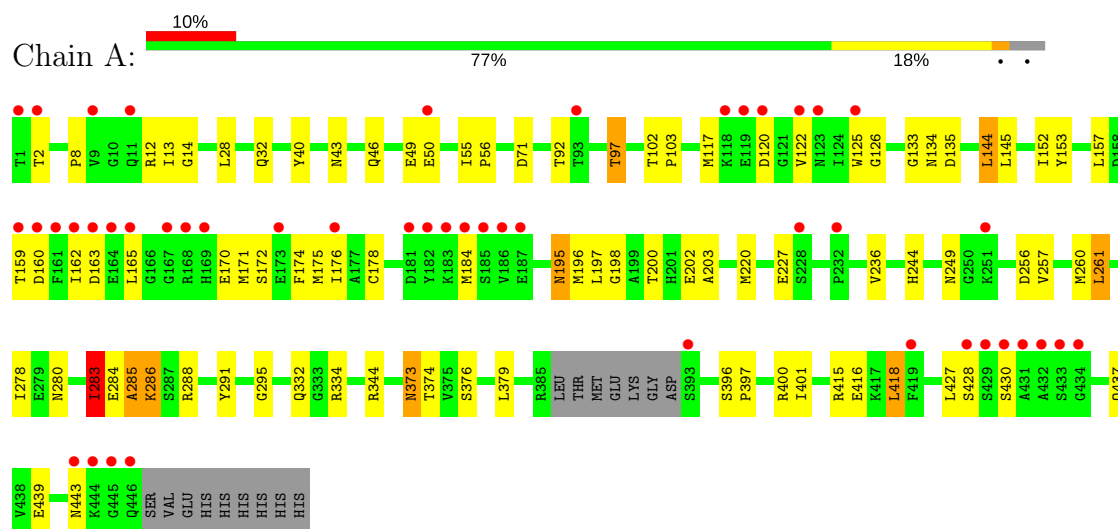 10%
Chain A:
77% 18% • •
T1 T2 P8 V9 G10 Q11 R12 I13 G14 L28 Q32 Y40 N43 Q46 E49 E50 I55 P56 D71 T92 T93 T97 T102 P103 M117 K118 E119 D120 G121 V122 N123 I124 W125 G126 G133 N134 D135 L144 L145 I152 Y153 L157 D158
T159 D160 F161 I162 D163 E164 L165 G166 G167 R168 H169 E170 M171 S172 E173 F174 M175 I176 A177 C178 D181 Y182 K183 M184 S185 V186 E187 N195 M196 L197 G198 A199 T200 H201 E202 A203 M220 E227 S228 P232 V236 H244 N249 G250 K251 D256 V257 M260 L261
I278 E279 N280 I283 E284 A285 K286 S287 R288 Y291 G295 Q332 G333 R334 R344 N373 T374 V375 S376 L379 R385 LEU THR MET GLU LYS GLY ASP S393 S396 P397 R400 I401 R415 E416 K417 L418 F419 L427 S428 S429 S430 A431 A432 S433 G434 Q437
V438 E439 N443 K444 G445 Q446 SER VAL GLU HIS HIS HIS HIS HIS HIS